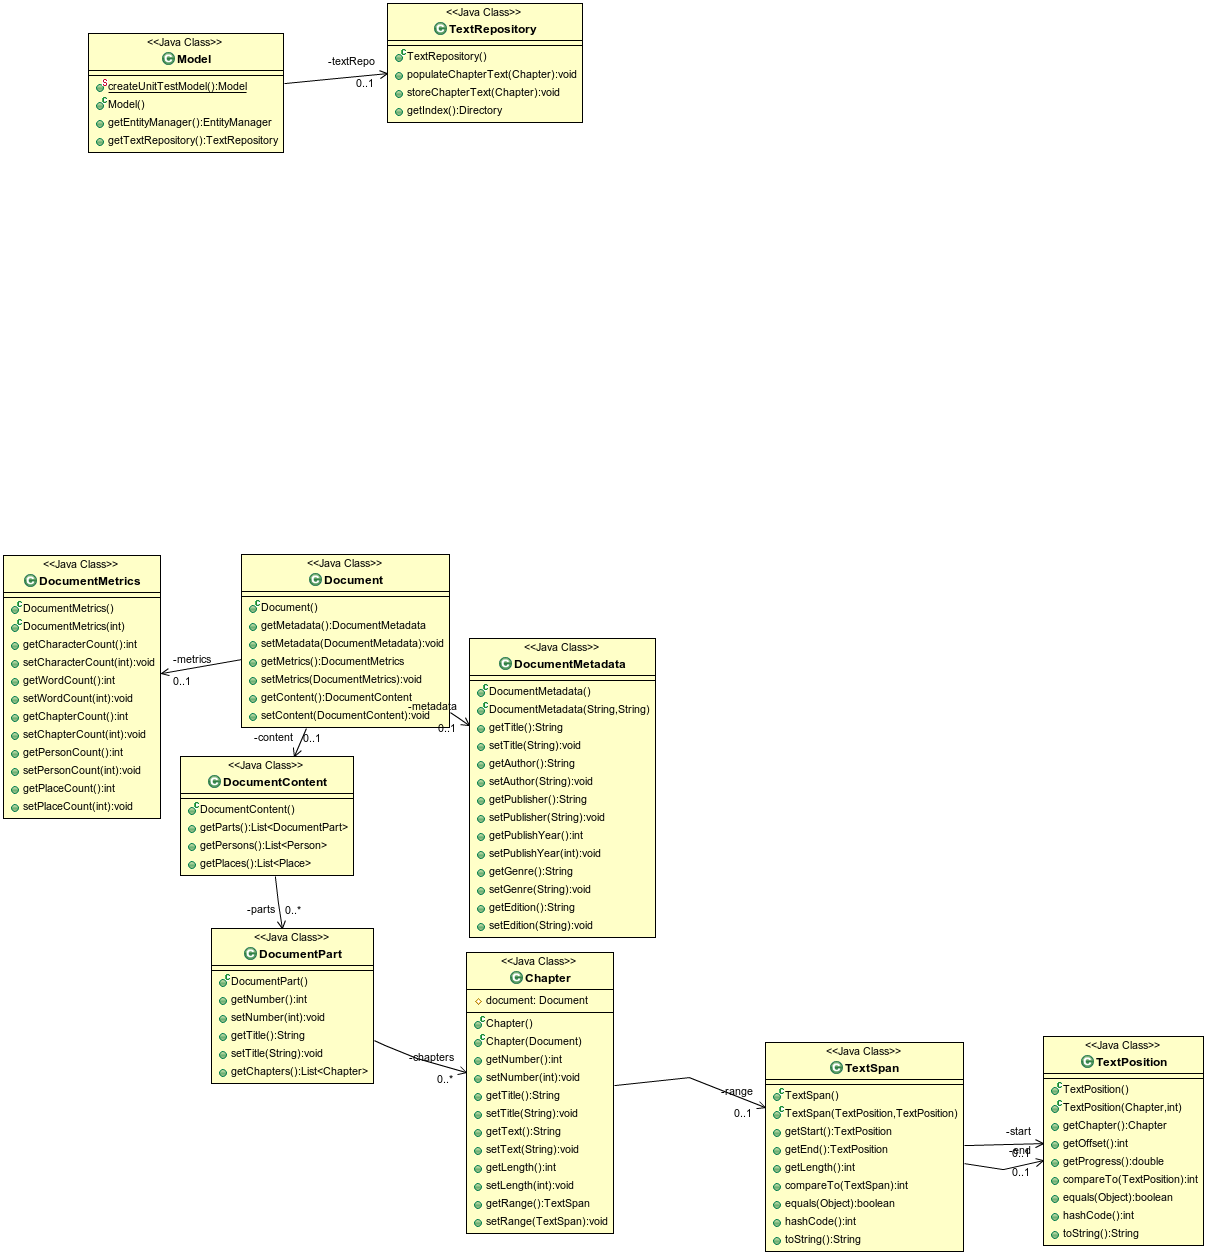 <<Java Class>>
TextRepository
TextRepository()
populateChapterText(Chapter):void
storeChapterText(Chapter):void
getIndex():Directory
<<Java Class>>
Model
createUnitTestModel():Model
Model()
getEntityManager():EntityManager
getTextRepository():TextRepository
-textRepo
0..1
<<Java Class>>
DocumentMetrics
DocumentMetrics()
DocumentMetrics(int)
getCharacterCount():int
setCharacterCount(int):void
getWordCount():int
setWordCount(int):void
getChapterCount():int
setChapterCount(int):void
getPersonCount():int
setPersonCount(int):void
getPlaceCount():int
setPlaceCount(int):void
-metrics
0..1
<<Java Class>>
Document
Document()
getMetadata():DocumentMetadata
setMetadata(DocumentMetadata):void
getMetrics():DocumentMetrics
setMetrics(DocumentMetrics):void
getContent():DocumentContent
setContent(DocumentContent):void
-metadata
0..1
-content
0..1
<<Java Class>>
DocumentMetadata
DocumentMetadata()
DocumentMetadata(String,String)
getTitle():String
setTitle(String):void
getAuthor():String
setAuthor(String):void
getPublisher():String
setPublisher(String):void
getPublishYear():int
setPublishYear(int):void
getGenre():String
setGenre(String):void
getEdition():String
setEdition(String):void
<<Java Class>>
DocumentContent
DocumentContent()
getParts():List<DocumentPart>
getPersons():List<Person>
getPlaces():List<Place>
-parts
0..*
<<Java Class>>
DocumentPart
DocumentPart()
getNumber():int
setNumber(int):void
getTitle():String
setTitle(String):void
getChapters():List<Chapter>
-chapters
0..*
<<Java Class>>
Chapter
document: Document
Chapter()
Chapter(Document)
getNumber():int
setNumber(int):void
getTitle():String
setTitle(String):void
getText():String
setText(String):void
getLength():int
setLength(int):void
getRange():TextSpan
setRange(TextSpan):void
-range
0..1
<<Java Class>>
TextSpan
TextSpan()
TextSpan(TextPosition,TextPosition)
getStart():TextPosition
getEnd():TextPosition
getLength():int
compareTo(TextSpan):int
equals(Object):boolean
hashCode():int
toString():String
-start
0..1
-end
0..1
<<Java Class>>
TextPosition
TextPosition()
TextPosition(Chapter,int)
getChapter():Chapter
getOffset():int
getProgress():double
compareTo(TextPosition):int
equals(Object):boolean
hashCode():int
toString():String